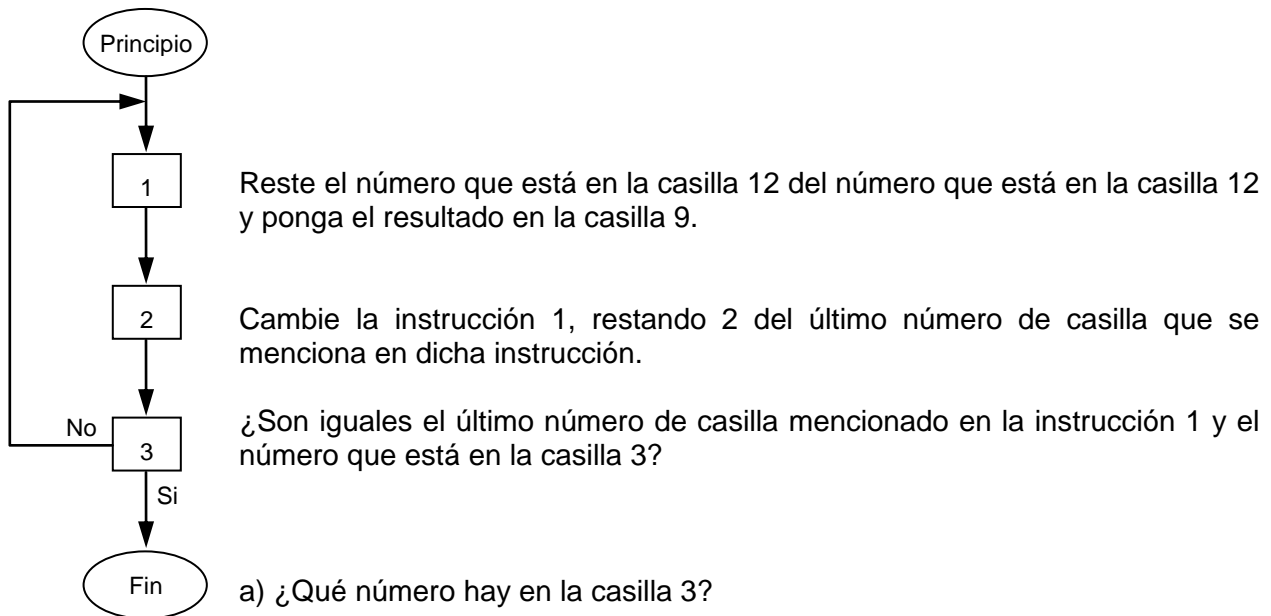 Principio
1
Reste el número que está en la casilla 12 del número que está en la casilla 12
y ponga el resultado en la casilla 9.
2
Cambie la instrucción 1, restando 2 del último número de casilla que se
menciona en dicha instrucción.
No
3
¿Son iguales el último número de casilla mencionado en la instrucción 1 y el
número que está en la casilla 3?
Si
Fin
a) ¿Qué número hay en la casilla 3?